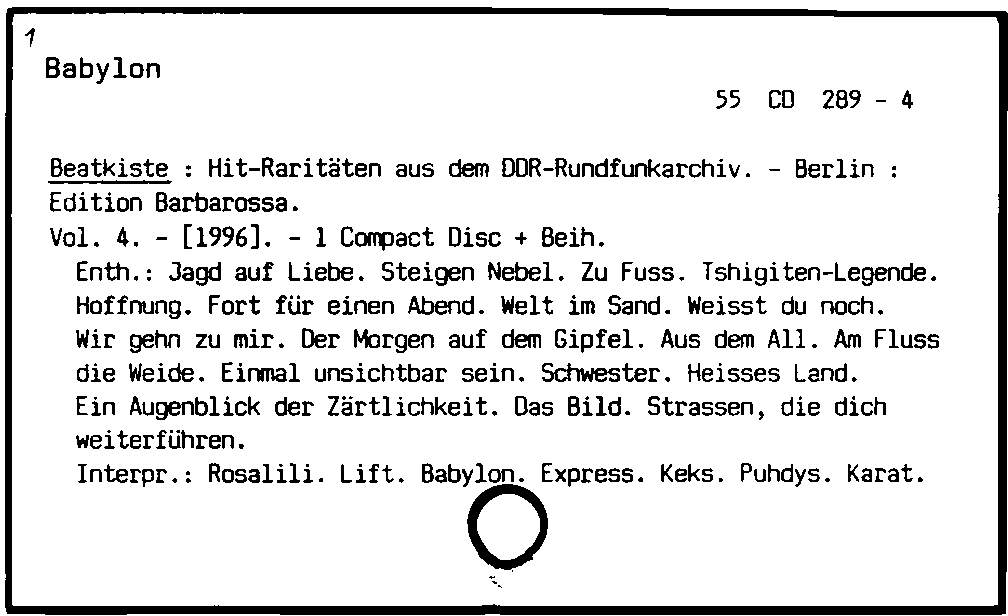 1
Babylon
55 CD 289 - 4
Beatkiste : Hit-Raritäten aus dem DDR-Rundfunkarchiv. - Berlin :
Edition Barbarossa.
Vol. 4. - [1996]. - 1 Compact Disc + Beih.
Enth.: Jagd auf Liebe. Steigen Nebel. Zu Fuss. Tshigiten-Legende.
Hoffnung. Fort für einen Abend. Welt im Sand. Weisst du noch.
Wir gehn zu mir. Der Morgen auf dem Gipfel. Aus dem All. Am Fluss
die Weide. Einmal unsichtbar sein. Schwester. Heisses Land.
Ein Augenblick der Zärtlichkeit. Das Bild. Strassen, die dich
weiterführen.
Interpr.: Rosalili. Lift. Babylon. Express. Keks. Puhdys. Karat.